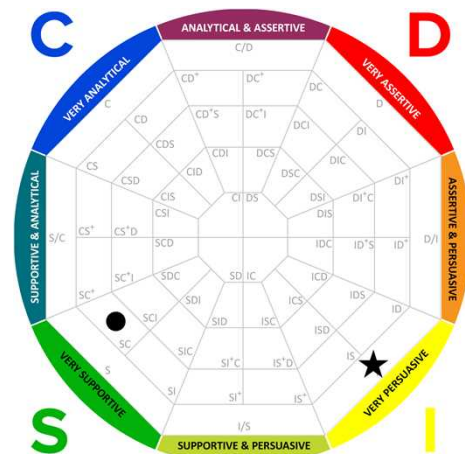 C
D
ANALYTICAL & ASSERTIVE
C/D
VERY ANALYTICAL
VERY ASSERTIVE
CD⁺ DC⁺
C D
DC
CD⁺S DC⁺I
CD DI
DCI
CDS DIC
CDI DCS
CID DSC
CS DI⁺
CSD DI⁺C
CIS DSI
CI DS
SUPPORTIVE & ANALYTICAL
ASSERTIVE & PERSUASIVE
CSI DIS
S/C CS⁺ CS⁺D SCD IDC ID⁺S ID⁺ D/I
SC⁺I SDC SD IC ICD IDS
SC⁺ ID
SDI ICS
SCI SID ISC ISD
SC SIC IS
S SI⁺C IS⁺D
SI SI⁺ IS⁺
I/S
VERY SUPPORTIVE
VERY PERSUASIVE
SUPPORTIVE & PERSUASIVE
S
I